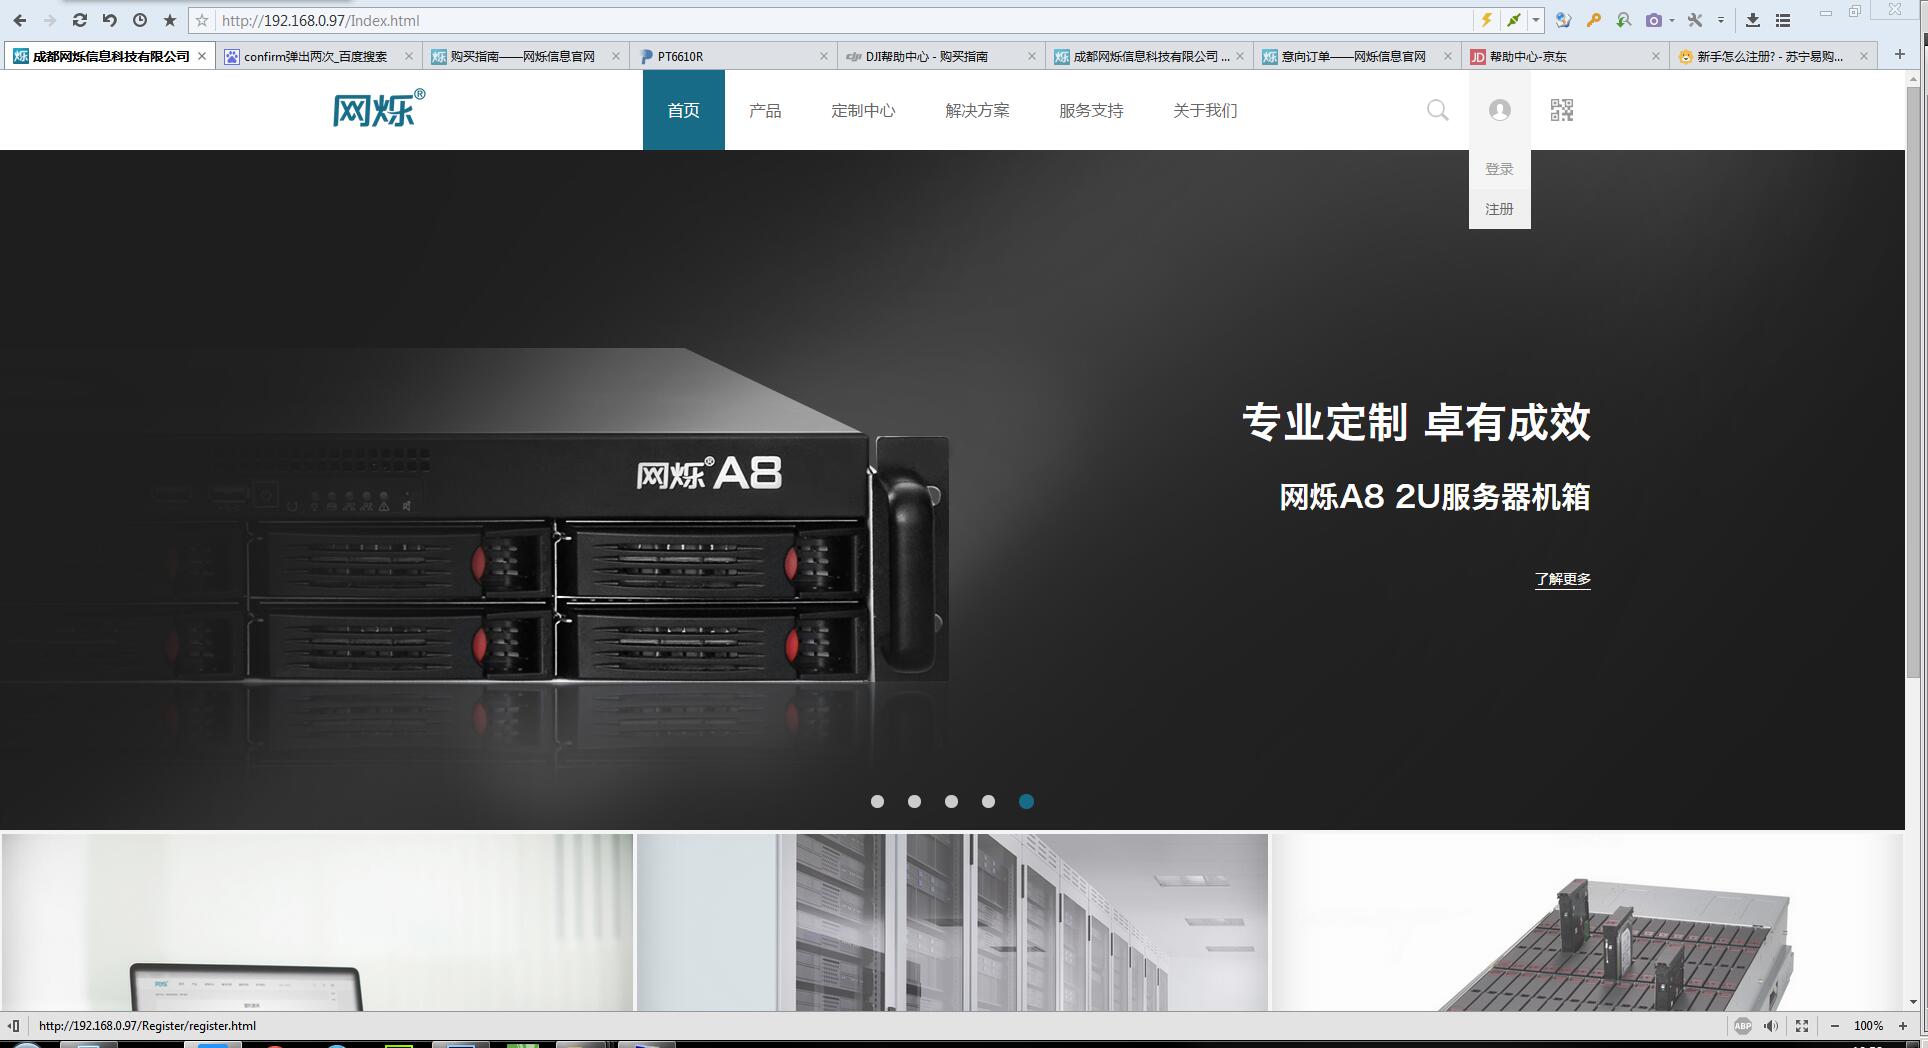 http://192.168.0.97/Index.html
烁 成都网烁信息科技有限公司
confirm弹出两次_百度搜索
烁 购买指南——网烁信息官网
PT6610R
DJI帮助中心 - 购买指南
烁 成都网烁信息科技有限公司 ...
烁 意向订单——网烁信息官网
JD 帮助中心-京东
新手怎么注册? - 苏宁易购...
网烁®
首页
产品
定制中心
解决方案
服务支持
关于我们
登录
注册
网烁®A8
专业定制 卓有成效
网烁A8 2U服务器机箱
了解更多
http://192.168.0.97/Register/register.html
ABP
100%